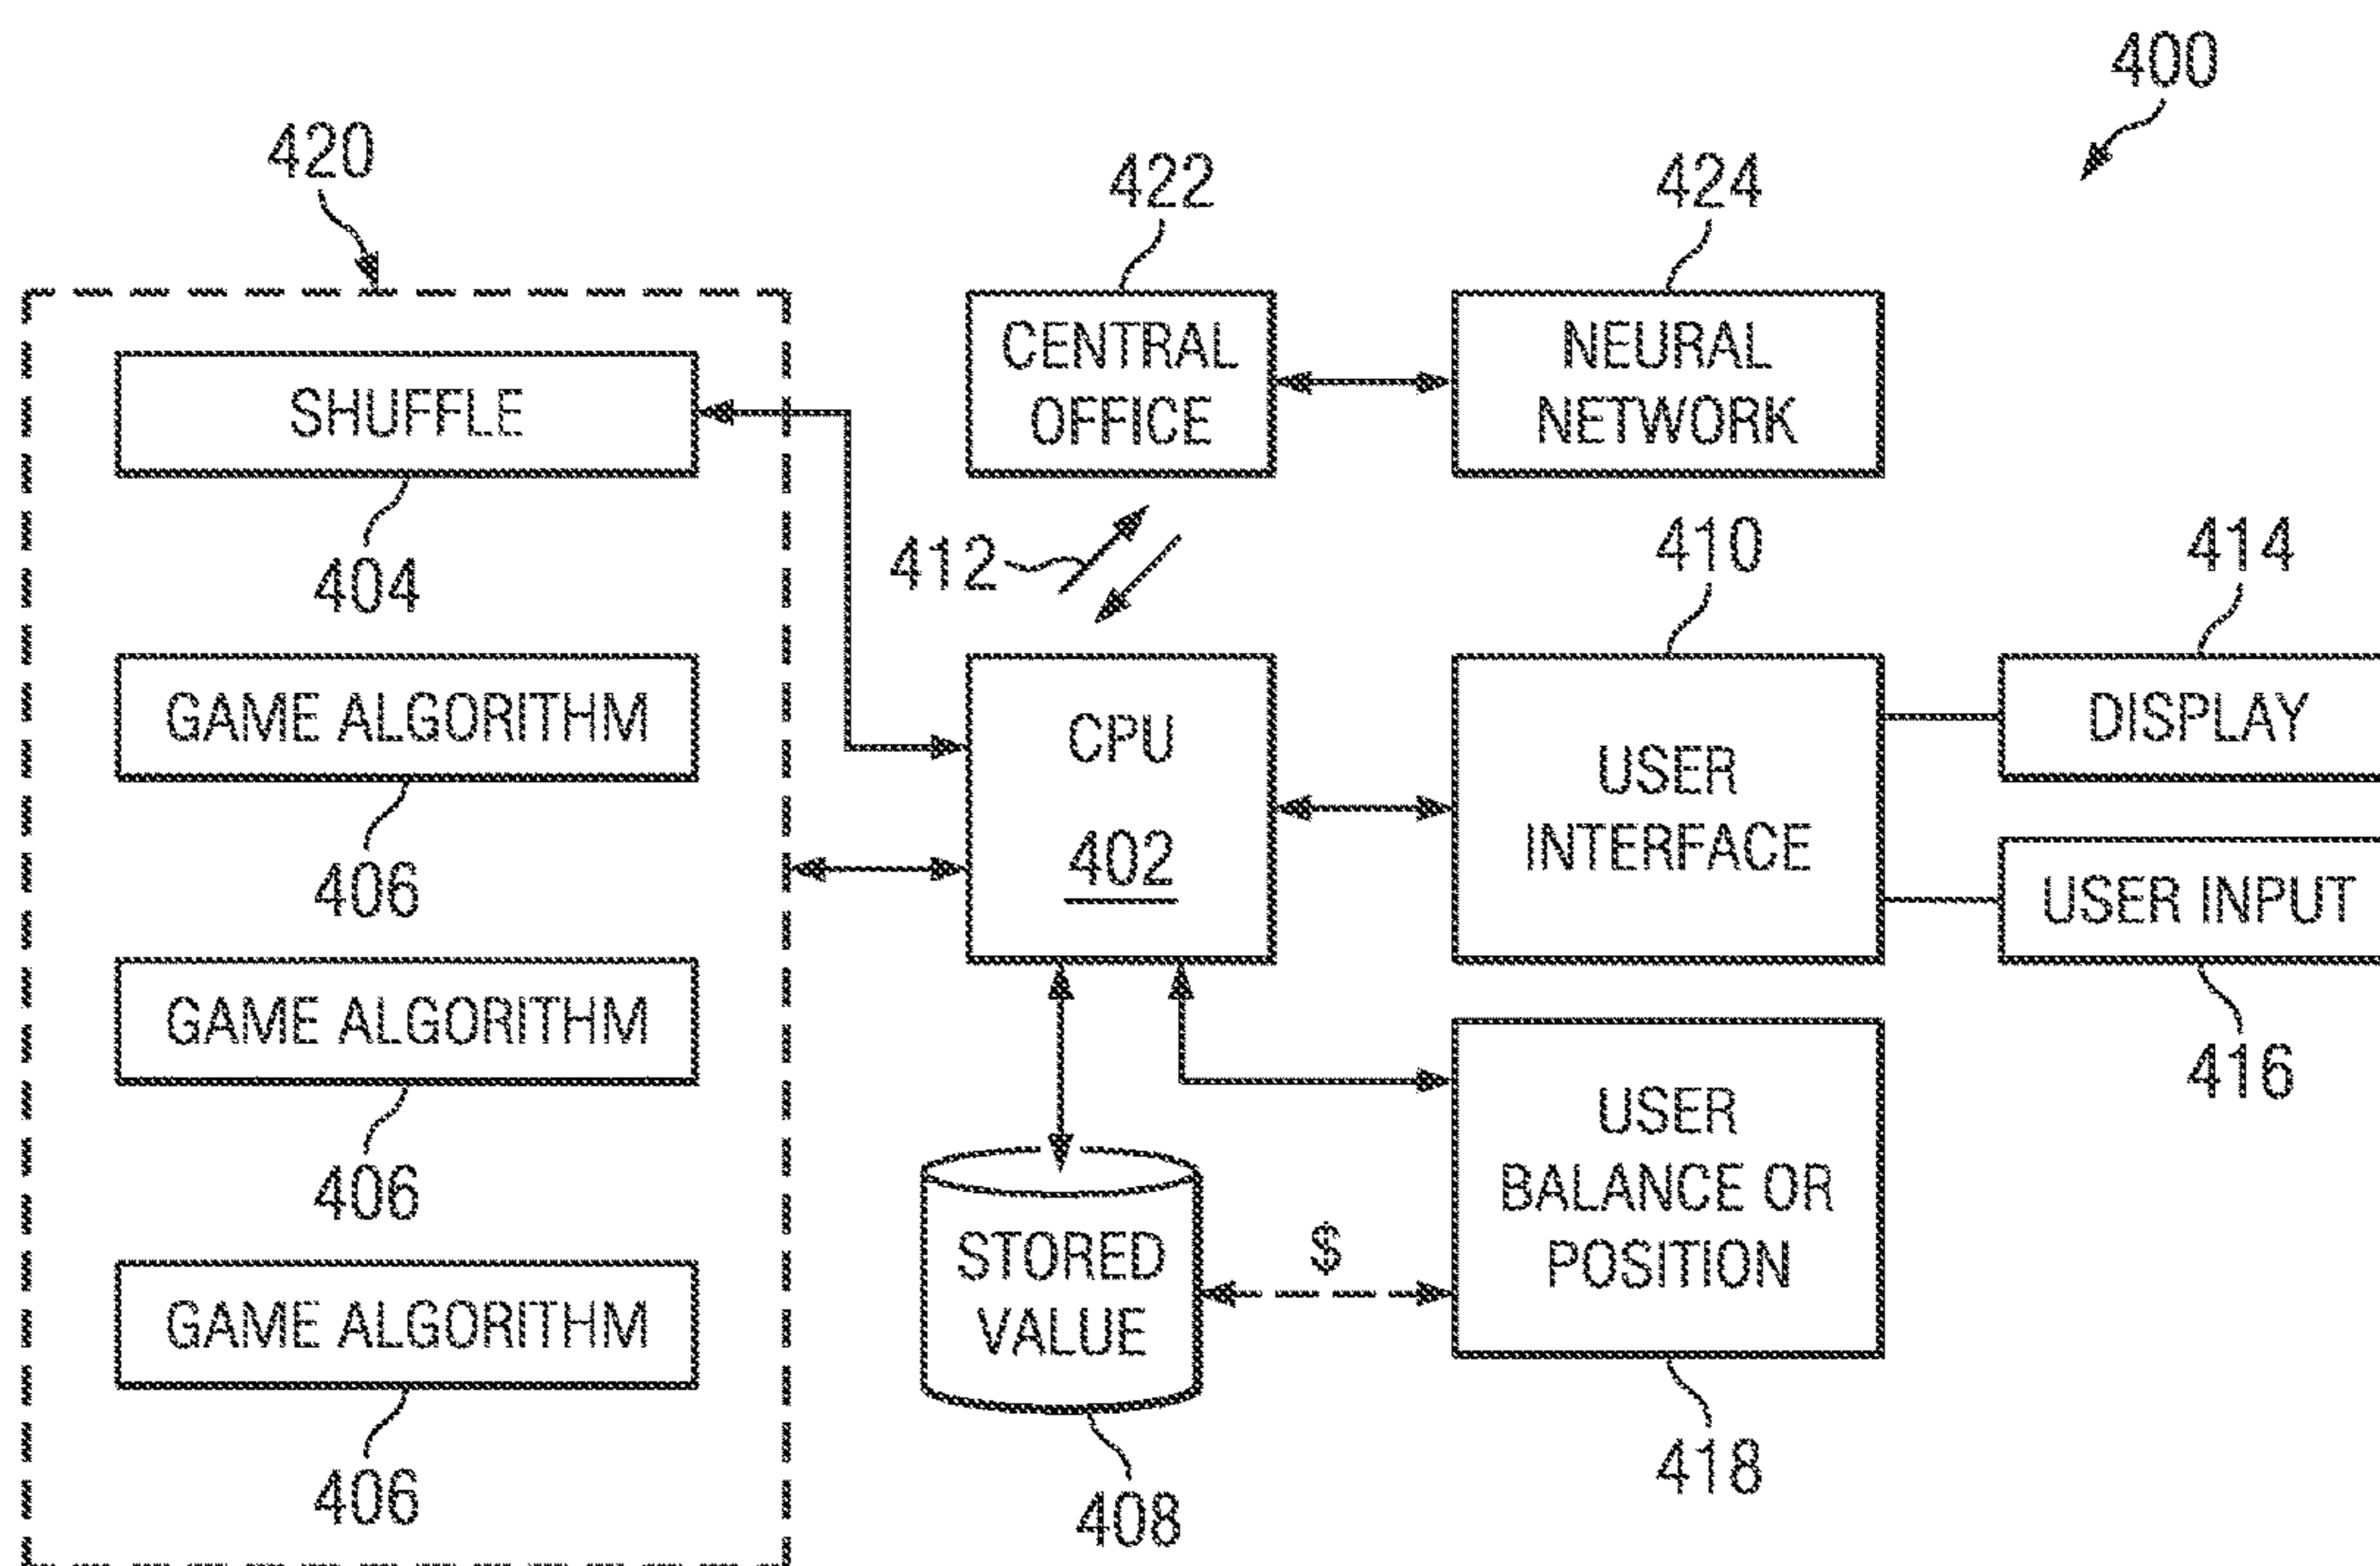 400
420
422
424
SHUFFLE
404
CENTRAL
OFFICE
NEURAL
NETWORK
412
410
414
GAME ALGORITHM
406
CPU
402
USER
INTERFACE
DISPLAY
USER INPUT
416
GAME ALGORITHM
406
USER
BALANCE OR
POSITION
418
STORED
VALUE
408
$
GAME ALGORITHM
406